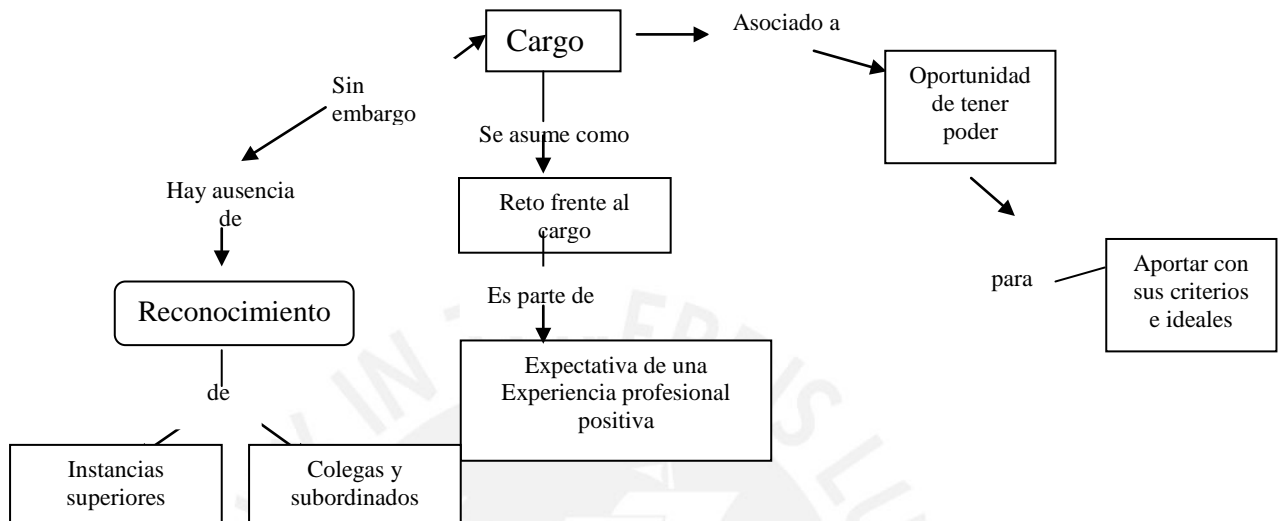 Cargo
Asociado a
Oportunidad
de tener
poder
Sin
embargo
Se asume como
Hay ausencia
de
Reto frente al
cargo
para
Aportar con
sus criterios
e ideales
Reconocimiento
Es parte de
Expectativa de una
Experiencia profesional
positiva
de
Instancias
superiores
Colegas y
subordinados